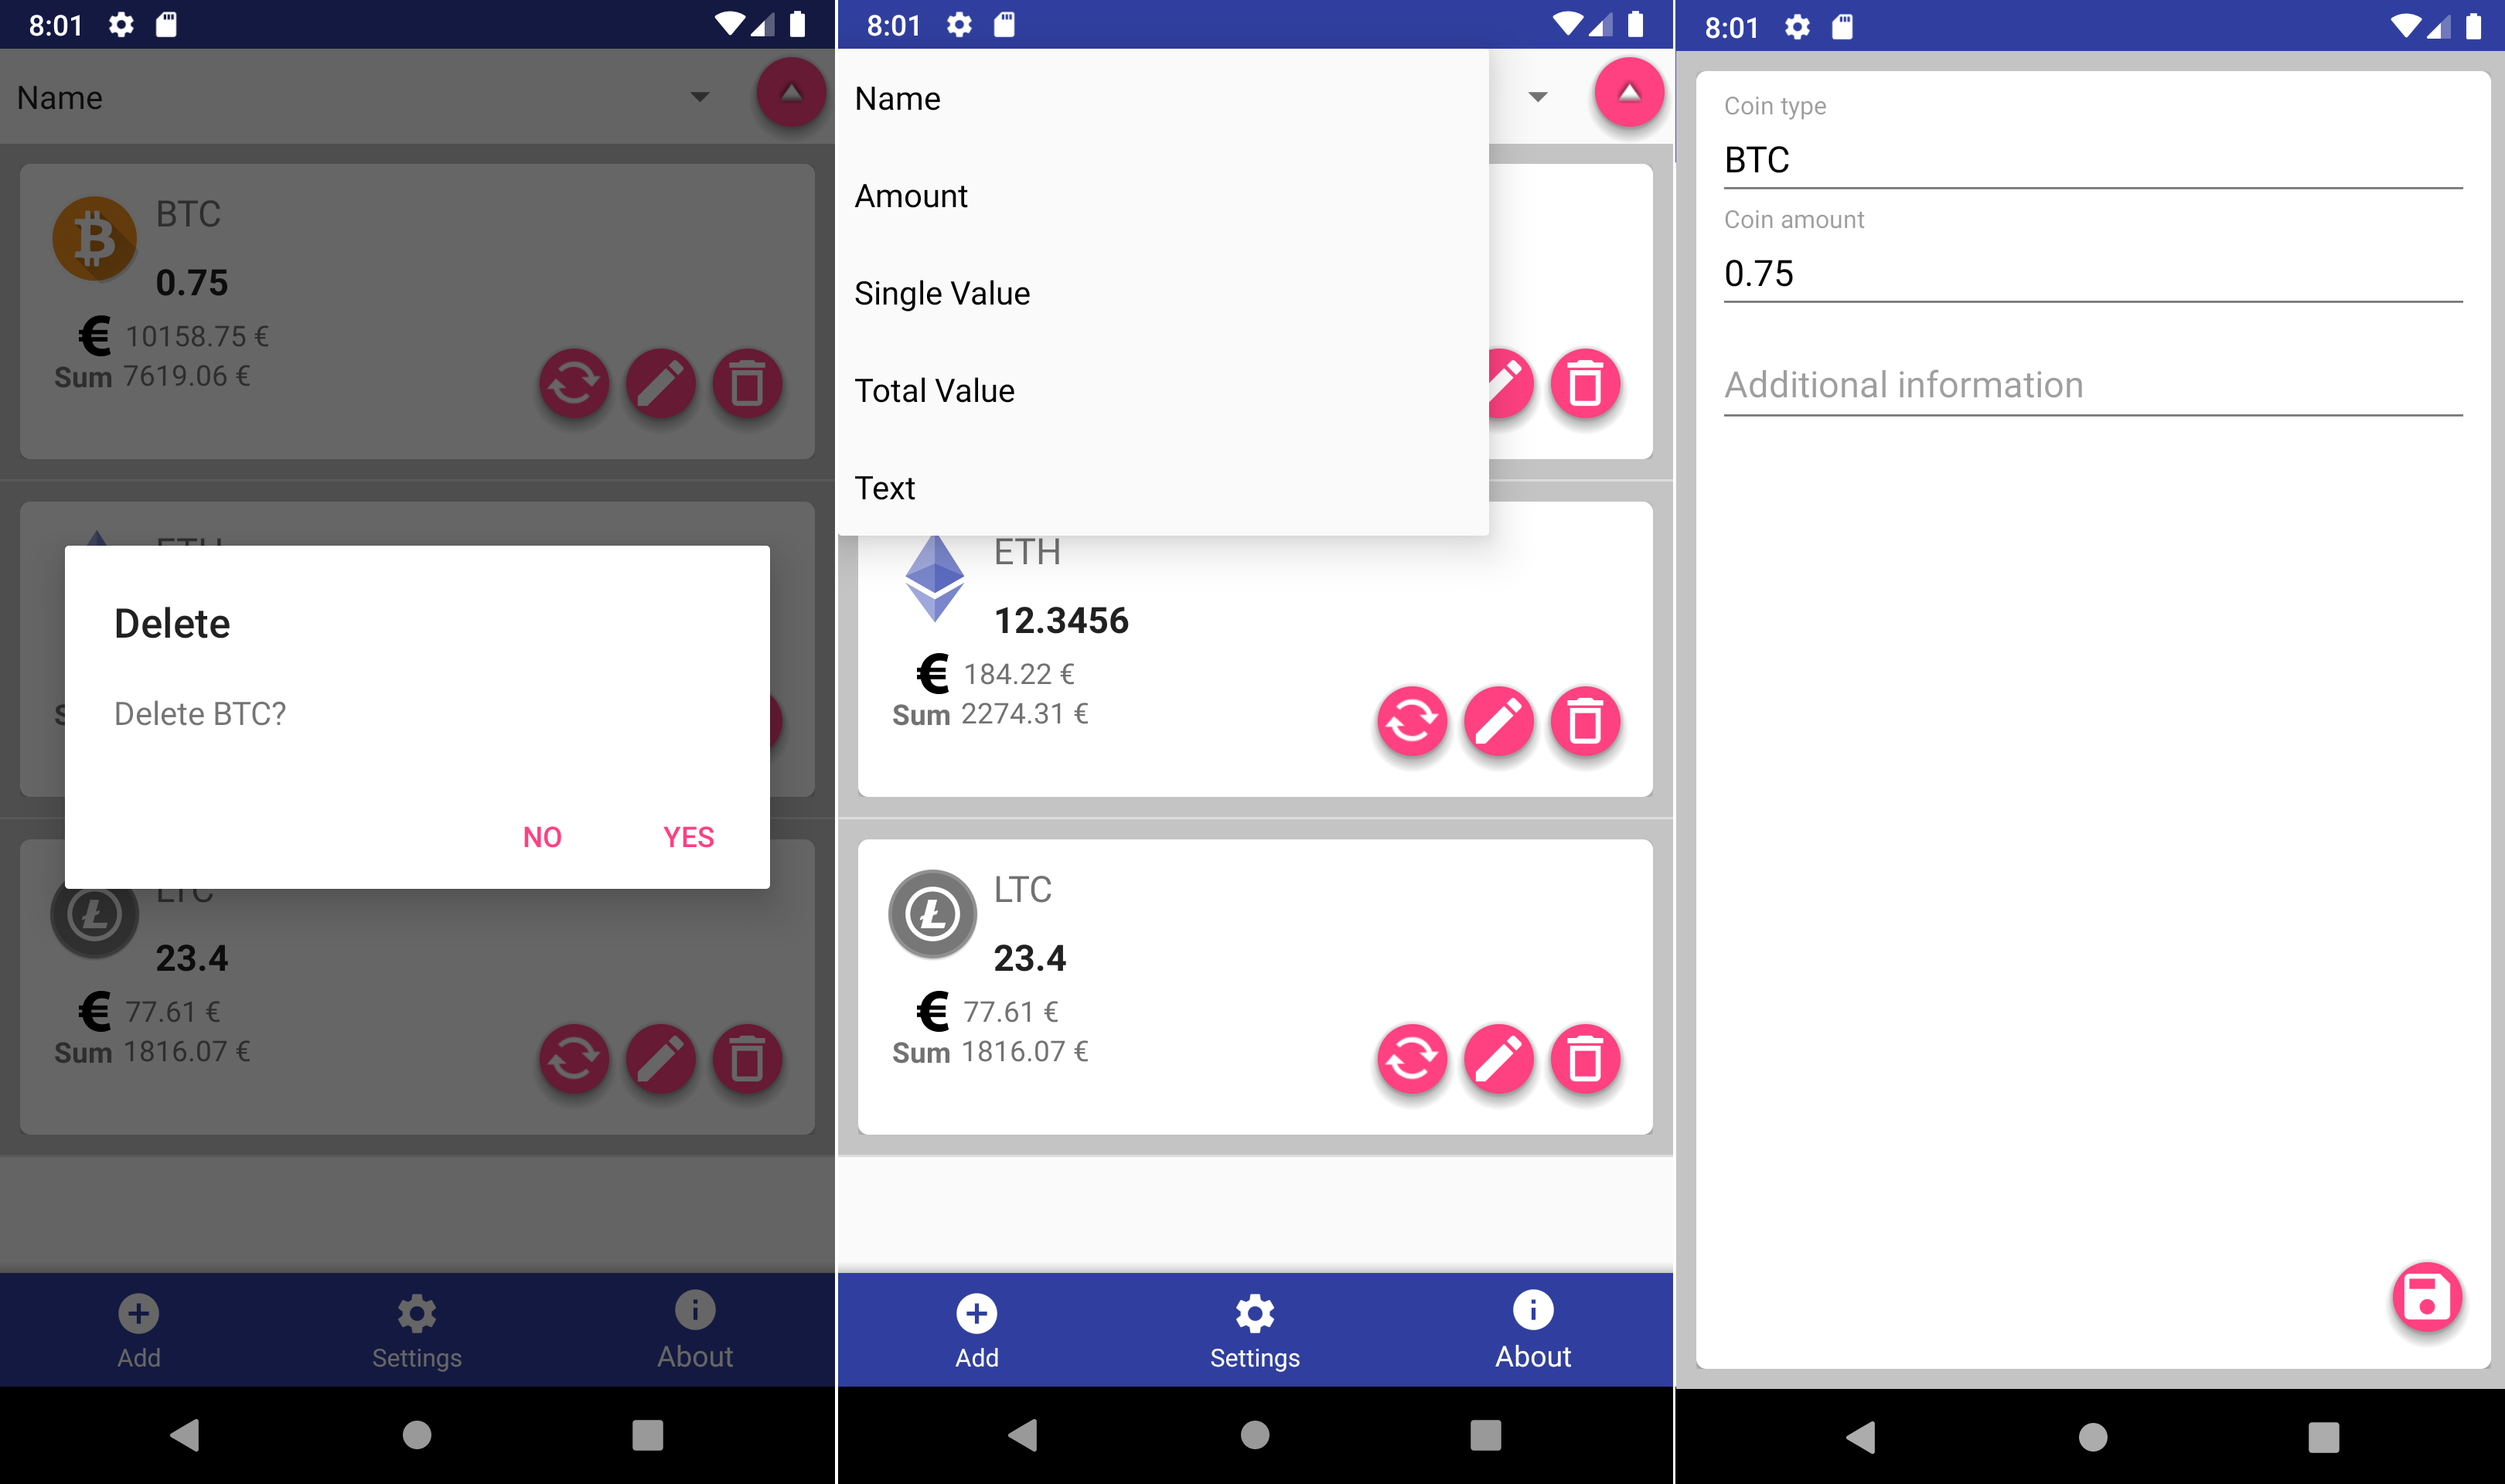 8:01
Name
BTC
0.75
€ 10158.75 €
Sum 7619.06 €
ETH
Delete
Delete BTC?
NO YES
LTC
23.4
€ 77.61 €
Sum 1816.07 €
Add Settings About
8:01
Name
Amount
Single Value
Total Value
Text
ETH
12.3456
€ 184.22 €
Sum 2274.31 €
LTC
23.4
€ 77.61 €
Sum 1816.07 €
Add Settings About
8:01
Coin type
BTC
Coin amount
0.75
Additional information